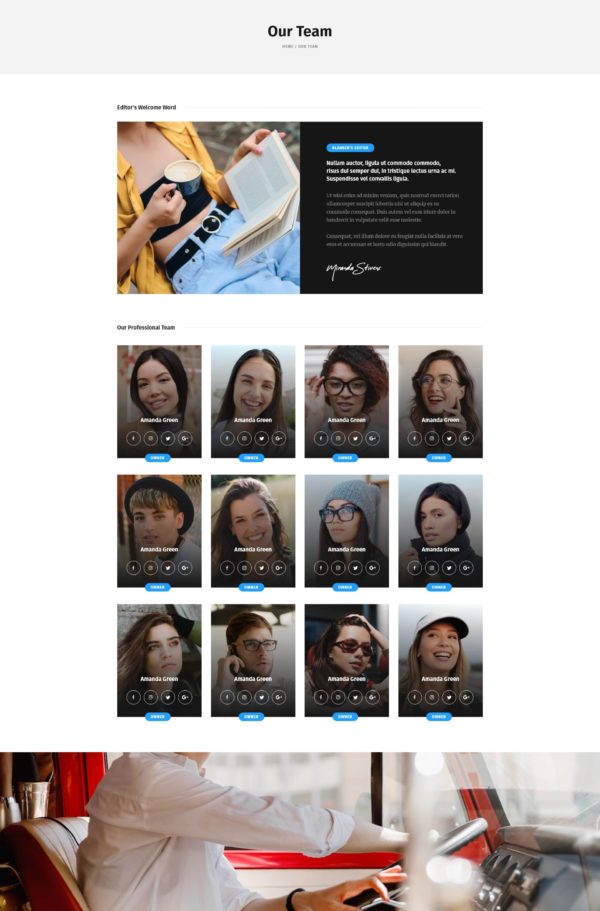 Our Team
HOME / OUR TEAM
Editor's Welcome Word
BLABBER'S EDITOR
Nullam auctor, ligula ut commodo commodo,
risus dui semper dui, in tristique lectus urna ac mi.
Suspendisse vel convallis ligula.
Ut wisi enim ad minim veniam, quis nostrud exerci tation
ullamcorper suscipit lobortis nisl ut aliquip ex ea
commodo consequat. Duis autem vel eum iriure dolor in
hendrerit in vulputate velit esse molestie.
Consequat, vel illum dolore eu feugiat nulla facilisis at vero
eros et accumsan et iusto odio dignissim qui blandit.
Our Professional Team
Amanda Green
Amanda Green
Amanda Green
Amanda Green
OWNER
OWNER
OWNER
OWNER
Amanda Green
Amanda Green
Amanda Green
Amanda Green
OWNER
OWNER
OWNER
OWNER
Amanda Green
Amanda Green
Amanda Green
Amanda Green
OWNER
OWNER
OWNER
OWNER